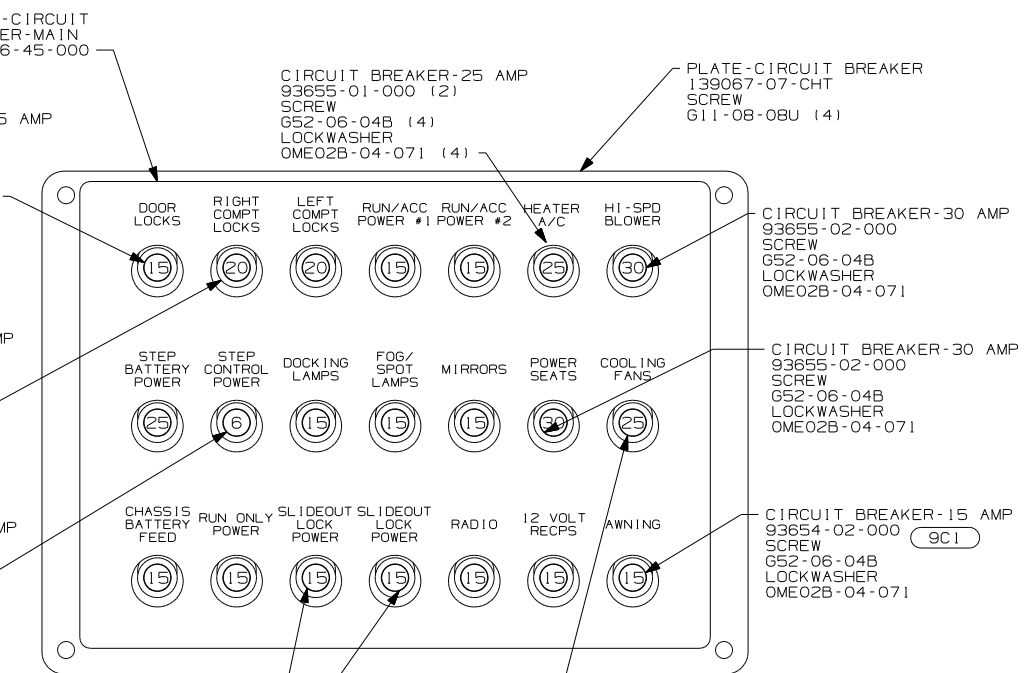 -CIRCUIT
ER-MAIN
6-45-000
5 AMP
CIRCUIT BREAKER-25 AMP
93655-01-000 (2)
SCREW
G52-06-04B (4)
LOCKWASHER
OME02B-04-071 (4)
PLATE-CIRCUIT BREAKER
139067-07-CHT
SCREW
G11-08-08U (4)
DOOR
LOCKS
RIGHT
COMPT
LOCKS
LEFT
COMPT
LOCKS
RUN/ACC
POWER #1
RUN/ACC
POWER #2
HEATER
A/C
HI-SPD
BLOWER
15
20
20
15
15
25
30
CIRCUIT BREAKER-30 AMP
93655-02-000
SCREW
G52-06-04B
LOCKWASHER
OME02B-04-071
MP
STEP
BATTERY
POWER
STEP
CONTROL
POWER
DOCKING
LAMPS
FOG/
SPOT
LAMPS
MIRRORS
POWER
SEATS
COOLING
FANS
25
6
15
15
15
30
25
CIRCUIT BREAKER-30 AMP
93655-02-000
SCREW
G52-06-04B
LOCKWASHER
OME02B-04-071
MP
CHASSIS
BATTERY
FEED
RUN ONLY
POWER
SLIDEOUT
LOCK
POWER
SLIDEOUT
LOCK
POWER
RADIO
12 VOLT
RECPS
AWNING
15
15
15
15
15
15
15
CIRCUIT BREAKER-15 AMP
93654-02-000
9C1
SCREW
G52-06-04B
LOCKWASHER
OME02B-04-071